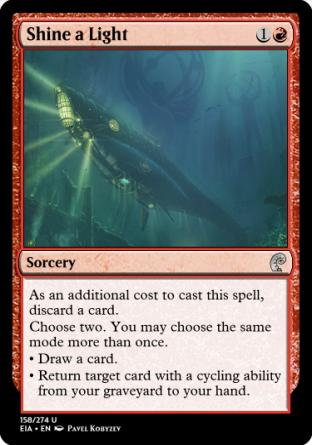 Shine a Light
1
Sorcery
As an additional cost to cast this spell,
discard a card.
Choose two. You may choose the same
mode more than once.
• Draw a card.
• Return target card with a cycling ability
from your graveyard to your hand.
158/274 U
EIA • EN PAVEL KOBYZEV